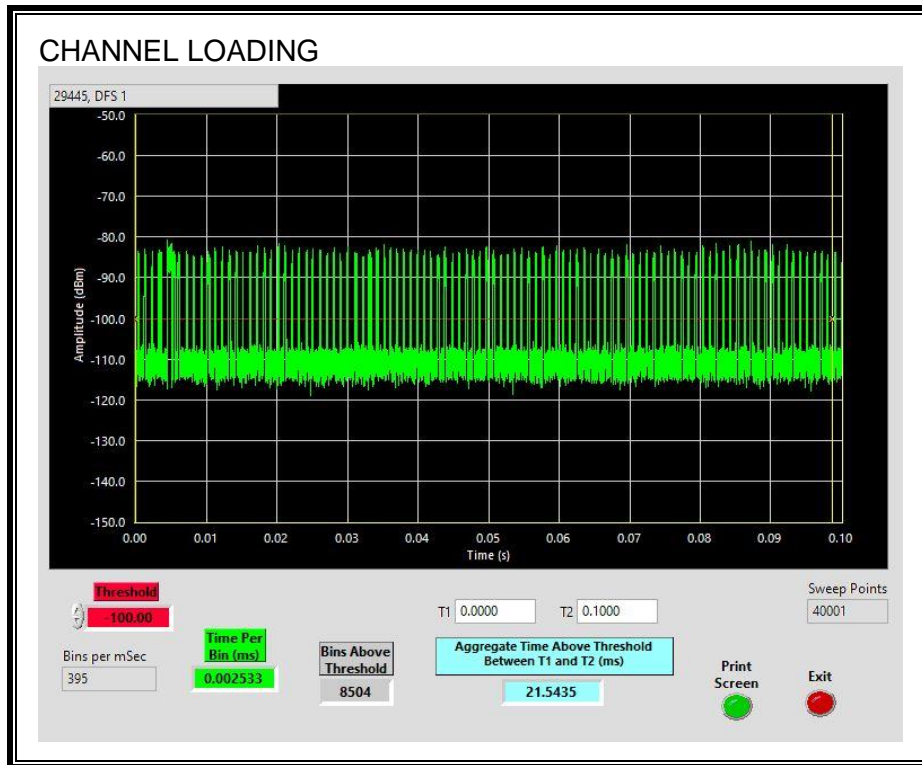 CHANNEL LOADING
29445, DFS 1
-50.0
-60.0
-70.0
-80.0
-90.0
-100.0
-110.0
-120.0
-130.0
-140.0
-150.0
Amplitude (dBm)
0.00 0.01 0.02 0.03 0.04 0.05 0.06 0.07 0.08 0.09 0.10
Time (s)
Threshold
-100.00
T1 0.0000 T2 0.1000
Sweep Points
40001
Bins per mSec
395
Time Per
Bin (ms)
0.002533
Bins Above
Threshold
8504
Aggregate Time Above Threshold
Between T1 and T2 (ms)
21.5435
Print
Screen
Exit